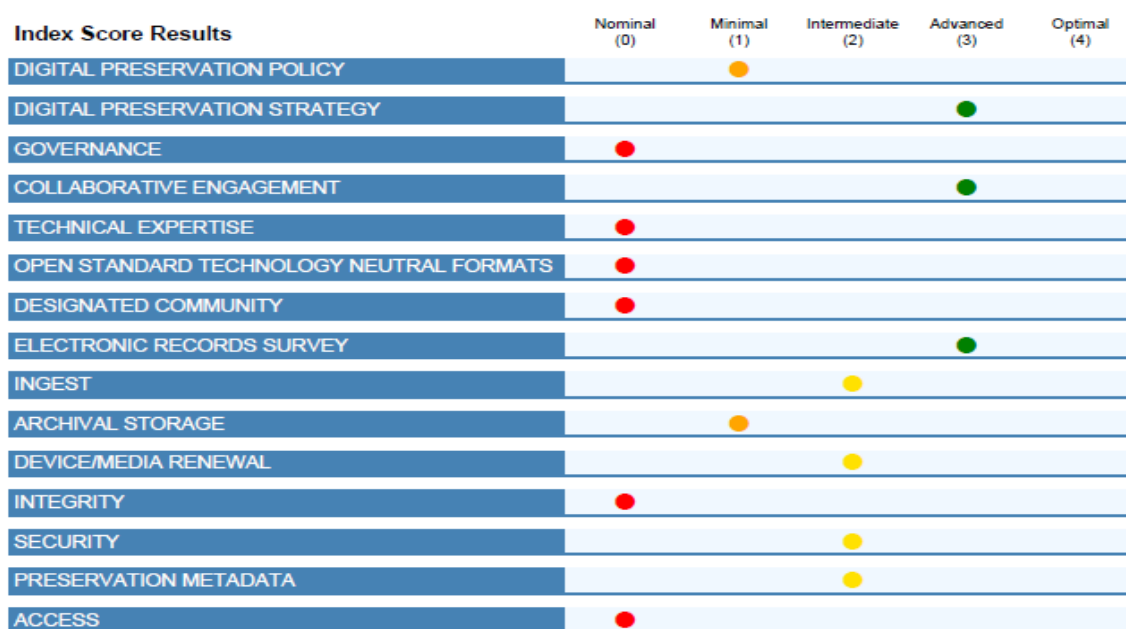 Index Score Results
Nominal (0)
Minimal (1)
Intermediate (2)
Advanced (3)
Optimal (4)
DIGITAL PRESERVATION POLICY
DIGITAL PRESERVATION STRATEGY
GOVERNANCE
COLLABORATIVE ENGAGEMENT
TECHNICAL EXPERTISE
OPEN STANDARD TECHNOLOGY NEUTRAL FORMATS
DESIGNATED COMMUNITY
ELECTRONIC RECORDS SURVEY
INGEST
ARCHIVAL STORAGE
DEVICE/MEDIA RENEWAL
INTEGRITY
SECURITY
PRESERVATION METADATA
ACCESS